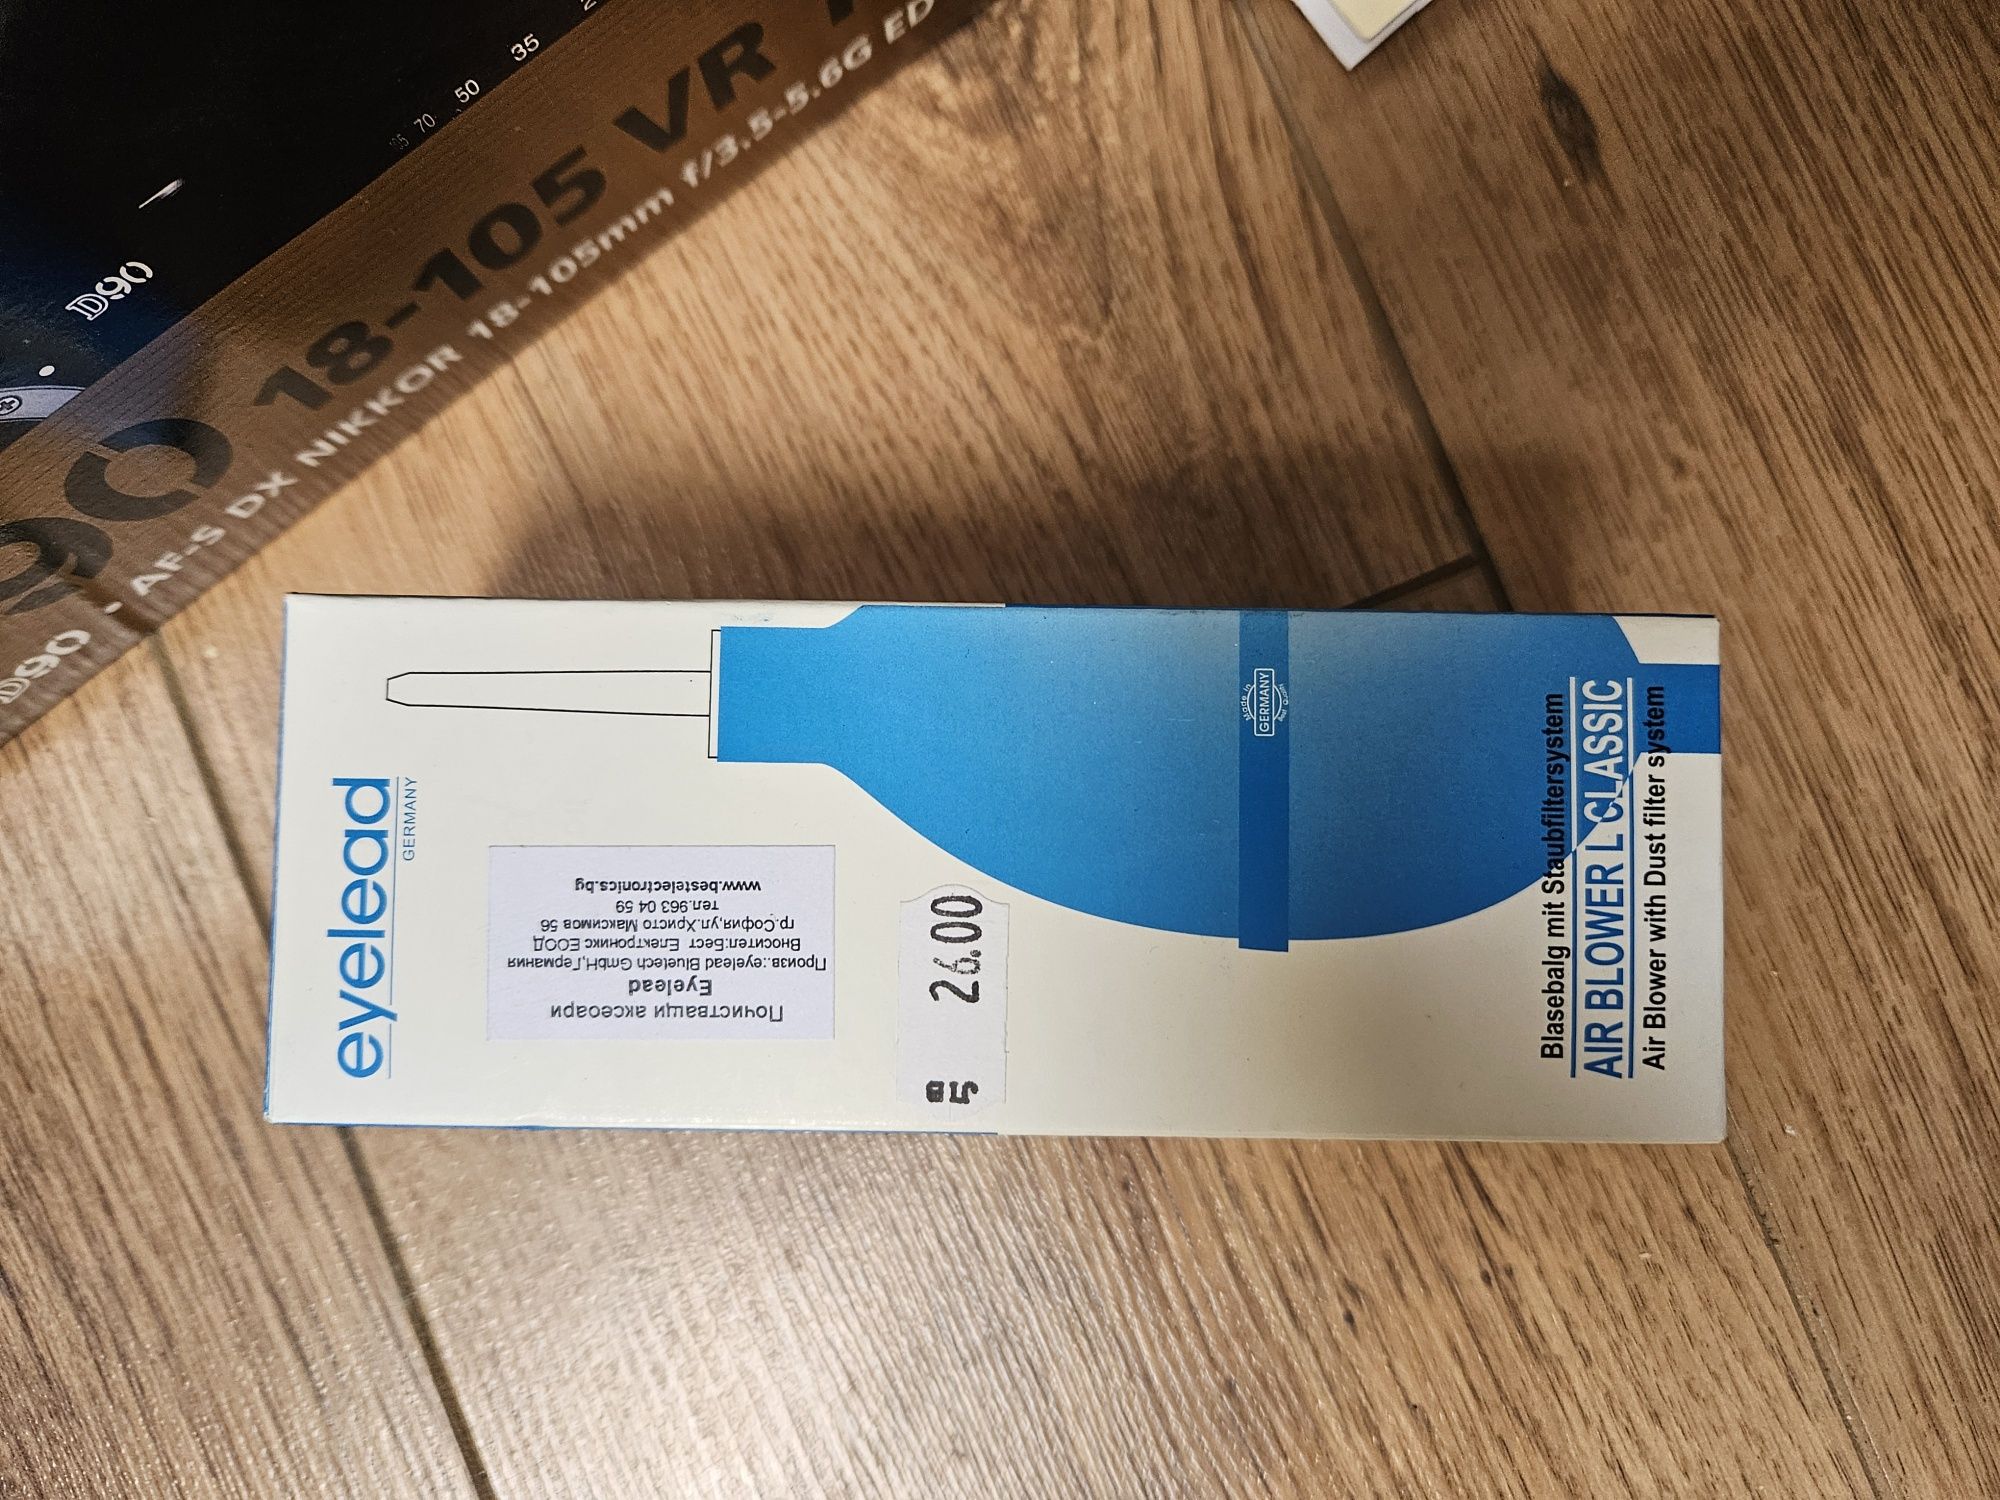 35
50
70
D90
90 18-105 VR
D90 · AF-S DX NIKKOR 18-105mm f/3.5-5.6G ED
eyelead
GERMANY
Почистващи аксеоари
Eyelead
Произв.:eyelead Bluetech GmbH,Германия
Вносител:Бест Електроникс ЕООД
гр.София,ул.Христо Максимов 56
тел.963 04 59
www.bestelectronics.bg
26.00
Made in
GERMANY
Blasebalg mit Staubfiltersystem
AIR BLOWER L CLASSIC
Air Blower with Dust filter system